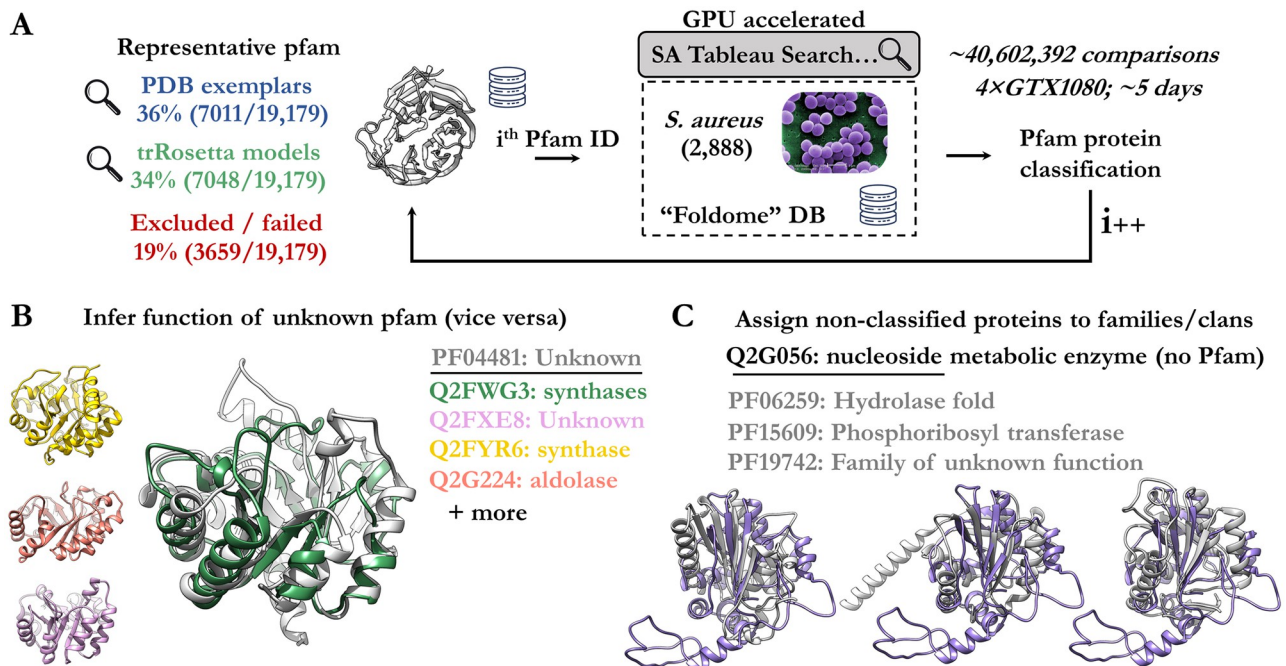 A
Representative pfam
PDB exemplars
36% (7011/19,179)
trRosetta models
34% (7048/19,179)
Excluded / failed
19% (3659/19,179)
iᵗʰ Pfam ID
GPU accelerated
SA Tableau Search…
S. aureus
(2,888)
“Foldome” DB
~40,602,392 comparisons
4×GTX1080; ~5 days
Pfam protein
classification
i++
B
Infer function of unknown pfam (vice versa)
PF04481: Unknown
Q2FWG3: synthases
Q2FXE8: Unknown
Q2FYR6: synthase
Q2G224: aldolase
+ more
C
Assign non-classified proteins to families/clans
Q2G056: nucleoside metabolic enzyme (no Pfam)
PF06259: Hydrolase fold
PF15609: Phosphoribosyl transferase
PF19742: Family of unknown function